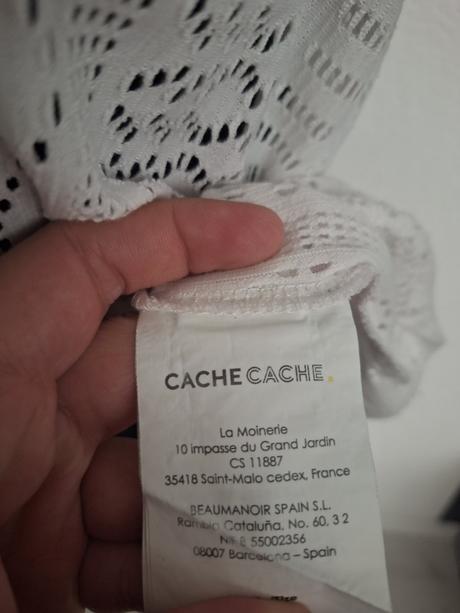 CACHE CACHE.
La Moinerie
10 impasse du Grand Jardin
CS 11887
35418 Saint-Malo cedex, France
BEAUMANOIR SPAIN S.L.
Rambla Cataluña, No. 60, 3 2
B 55002356
08007 Barcelona – Spain